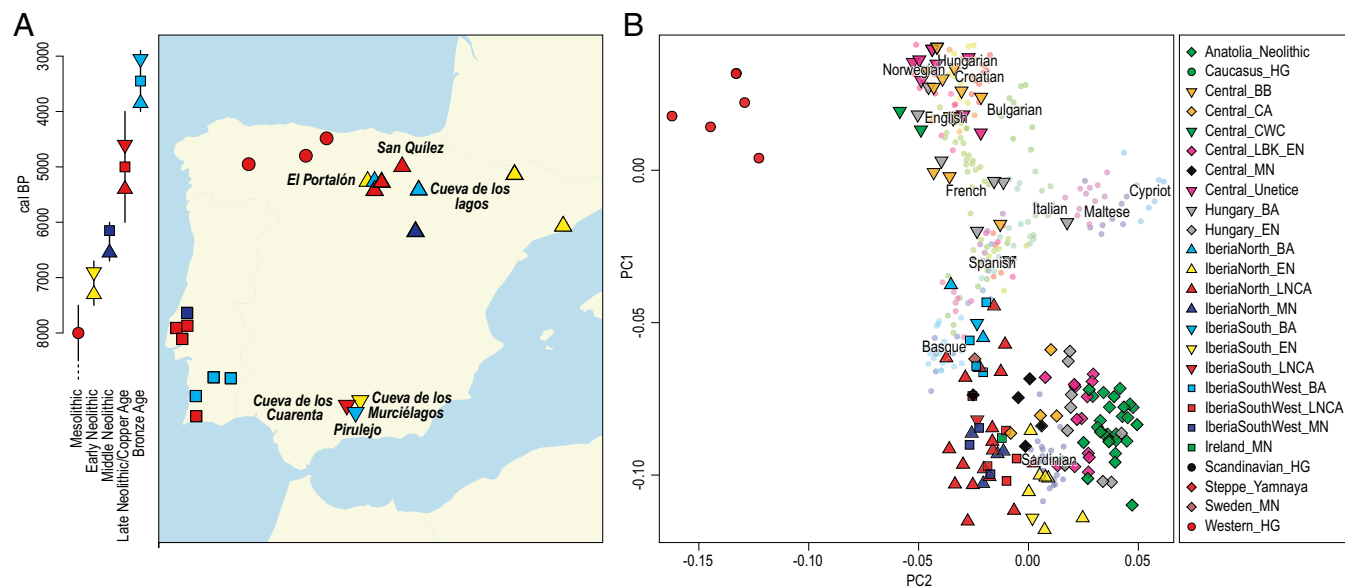 A
cal BP
3000
4000
5000
6000
7000
8000
Mesolithic
Early Neolithic
Middle Neolithic
Late Neolithic/Copper Age
Bronze Age
San Quílez
El Portalón
Cueva de los
lagos
Cueva de los
Cuarenta
Cueva de los
Murciélagos
Pirulejo
B
PC1
0.00
-0.05
-0.10
-0.15
-0.10
-0.05
0.00
0.05
PC2
Hungarian
Norwegian
Croatian
Bulgarian
English
French
Italian
Maltese
Cypriot
Spanish
Basque
Sardinian
Anatolia_Neolithic
Caucasus_HG
Central_BB
Central_CA
Central_CWC
Central_LBK_EN
Central_MN
Central_Unetice
Hungary_BA
Hungary_EN
IberiaNorth_BA
IberiaNorth_EN
IberiaNorth_LNCA
IberiaNorth_MN
IberiaSouth_BA
IberiaSouth_EN
IberiaSouth_LNCA
IberiaSouthWest_BA
IberiaSouthWest_LNCA
IberiaSouthWest_MN
Ireland_MN
Scandinavian_HG
Steppe_Yamnaya
Sweden_MN
Western_HG